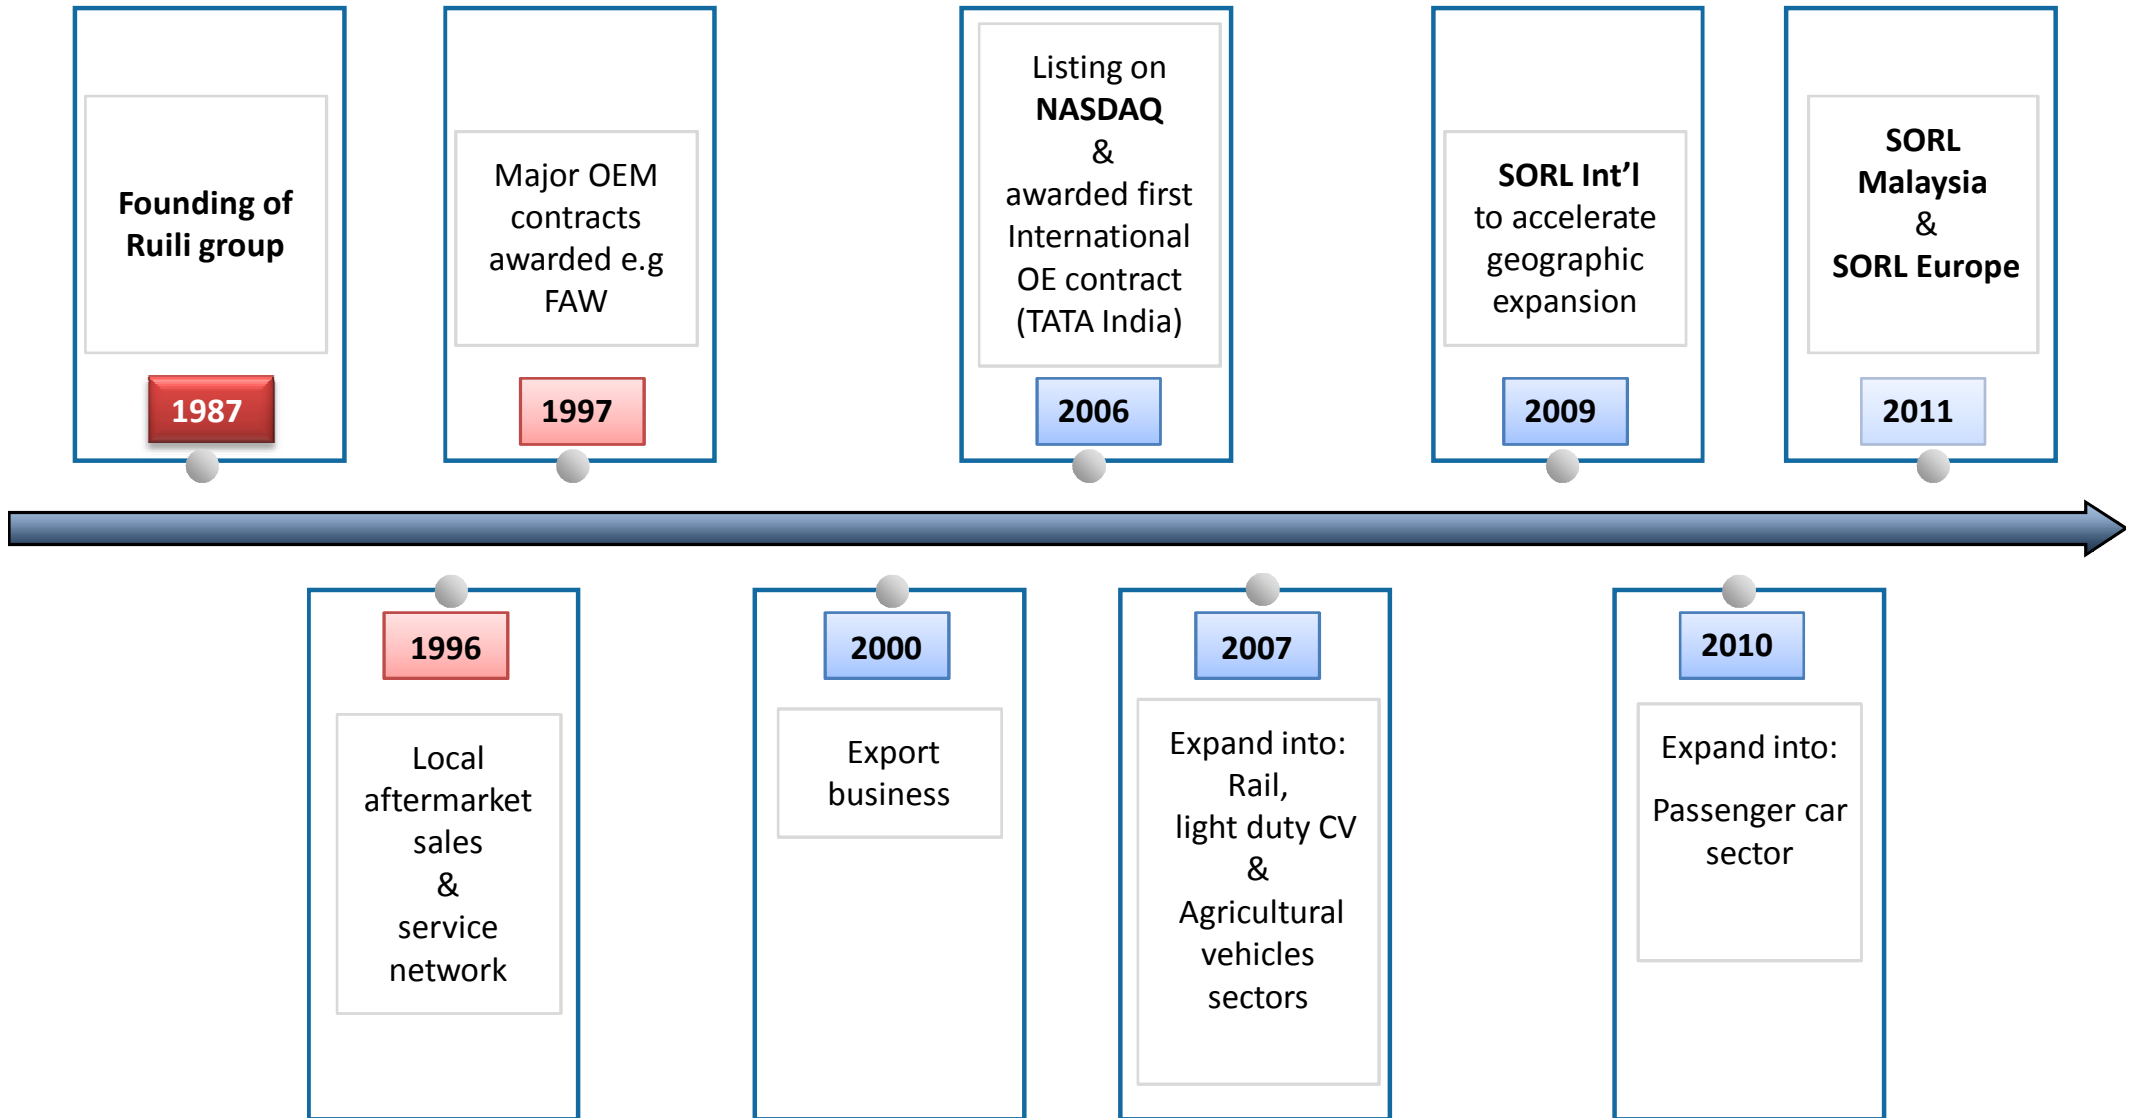 Founding of
Ruili group
1987
Major OEM
contracts
awarded e.g
FAW
1997
Listing on
NASDAQ
&
awarded first
International
OE contract
(TATA India)
2006
SORL Int’l
to accelerate
geographic
expansion
2009
SORL
Malaysia
&
SORL Europe
2011
1996
Local
aftermarket
sales
&
service
network
2000
Export
business
2007
Expand into:
Rail,
light duty CV
&
Agricultural
vehicles
sectors
2010
Expand into:
Passenger car
sector